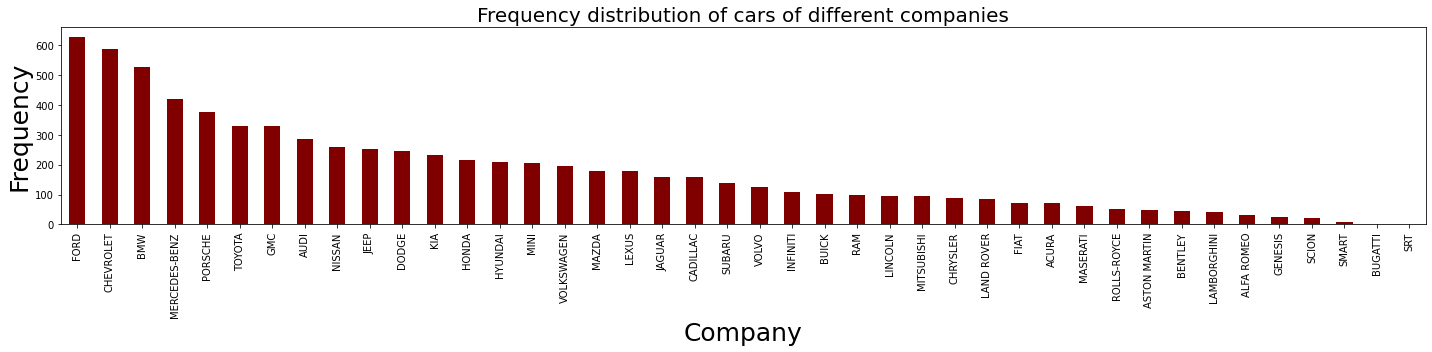 Frequency distribution of cars of different companies
Frequency
600
500
400
300
200
100
0
FORD
CHEVROLET
BMW
MERCEDES-BENZ
PORSCHE
TOYOTA
GMC
AUDI
NISSAN
JEEP
DODGE
KIA
HONDA
HYUNDAI
MINI
VOLKSWAGEN
MAZDA
LEXUS
JAGUAR
CADILLAC
SUBARU
VOLVO
INFINITI
BUICK
RAM
LINCOLN
MITSUBISHI
CHRYSLER
LAND ROVER
FIAT
ACURA
MASERATI
ROLLS-ROYCE
ASTON MARTIN
BENTLEY
LAMBORGHINI
ALFA ROMEO
GENESIS
SCION
SMART
BUGATTI
SRT
Company